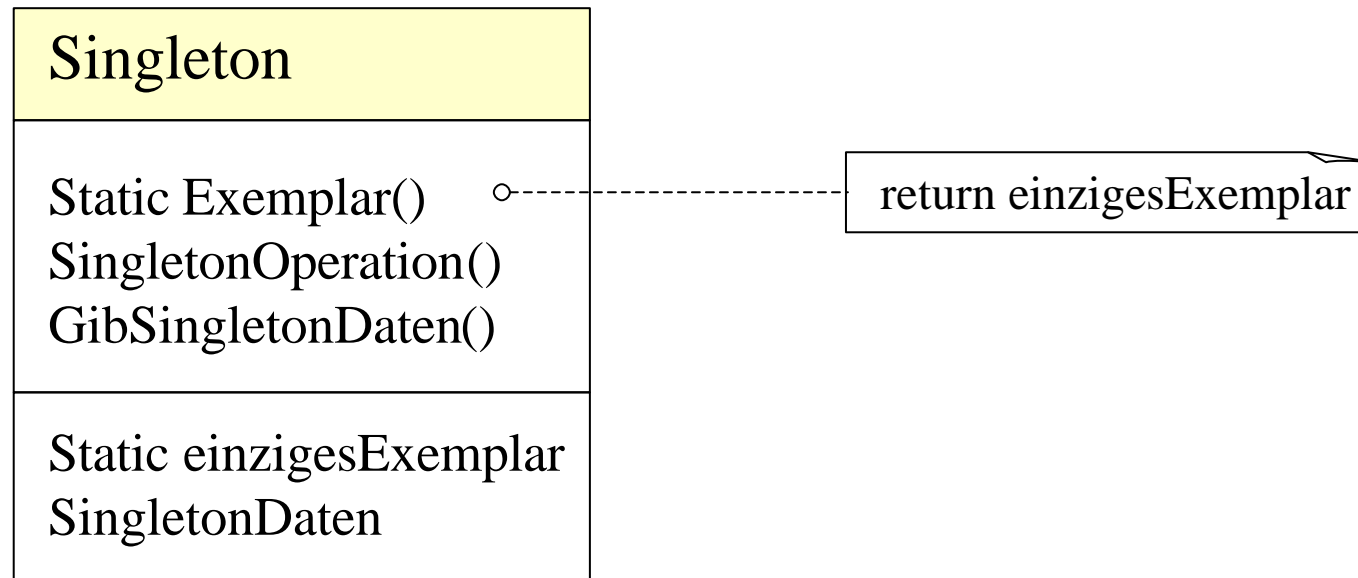 Singleton
Static Exemplar()
return einzigesExemplar
SingletonOperation()
GibSingletonDaten()
Static einzigesExemplar
SingletonDaten